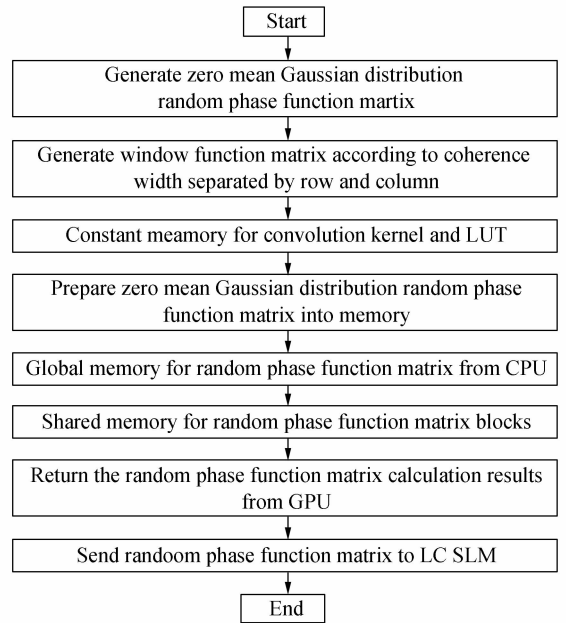 Start
Generate zero mean Gaussian distribution
random phase function martix
Generate window function matrix according to coherence
width separated by row and column
Constant meamory for convolution kernel and LUT
Prepare zero mean Gaussian distribution random phase
function matrix into memory
Global memory for random phase function matrix from CPU
Shared memory for random phase function matrix blocks
Return the random phase function matrix calculation results
from GPU
Send randoom phase function matrix to LC SLM
End